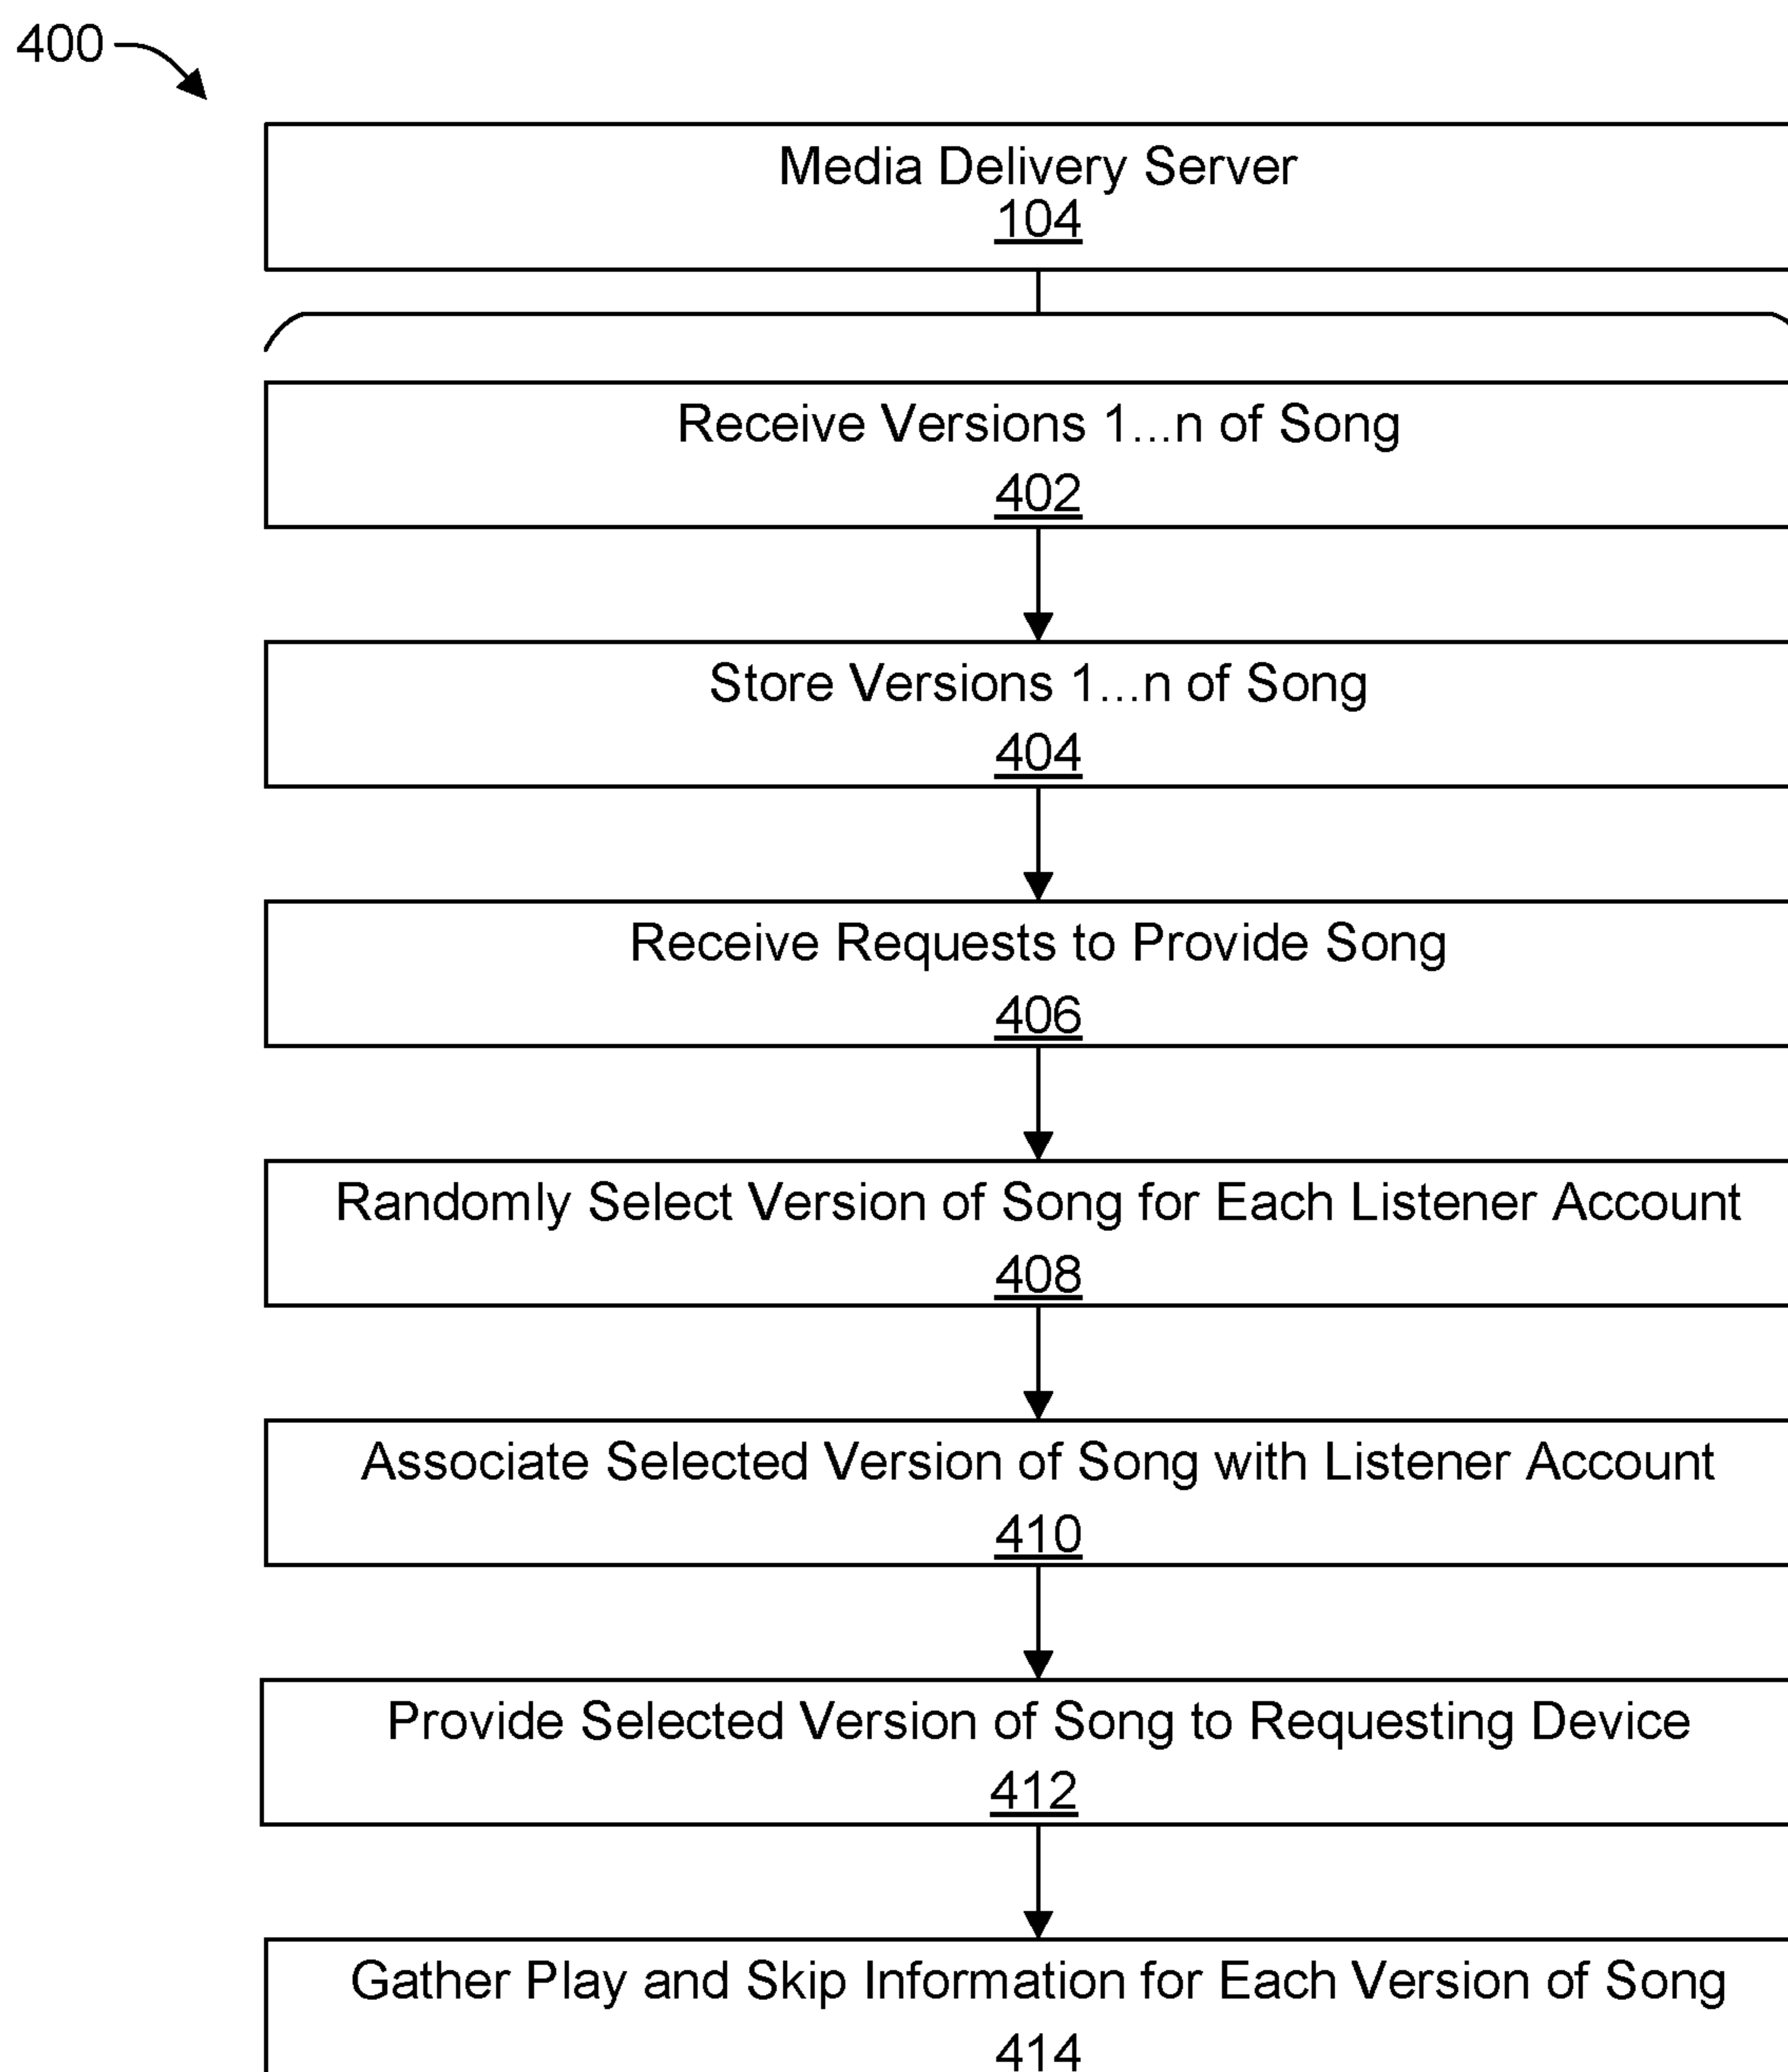 400
Media Delivery Server
104
Receive Versions 1...n of Song
402
Store Versions 1...n of Song
404
Receive Requests to Provide Song
406
Randomly Select Version of Song for Each Listener Account
408
Associate Selected Version of Song with Listener Account
410
Provide Selected Version of Song to Requesting Device
412
Gather Play and Skip Information for Each Version of Song
414